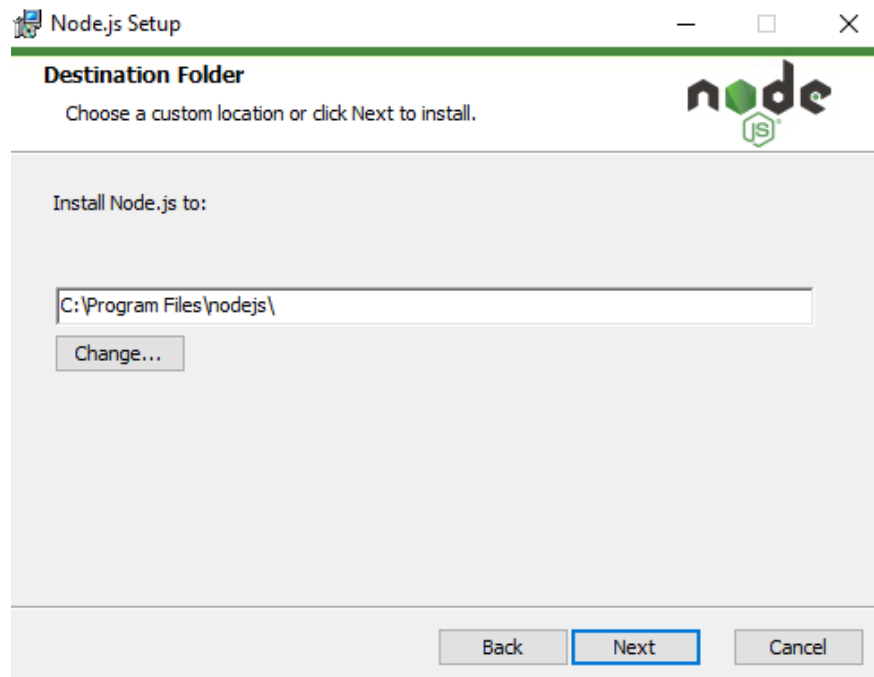 Node.js Setup
Destination Folder
Choose a custom location or click Next to install.
node
JS
Install Node.js to:
C:\Program Files\nodejs\
Change...
Back Next Cancel